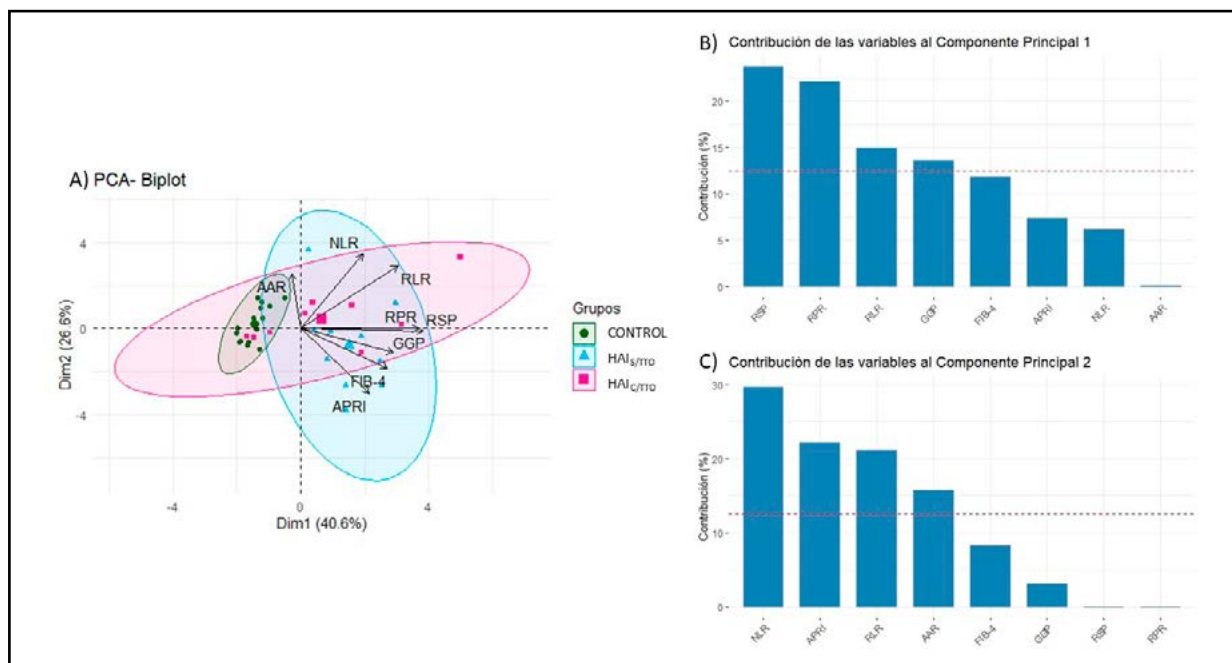 A) PCA- Biplot
Dim2 (26.6%)
4
0
-4
NLR
AAR
RLR
RPR
RSP
GGP
FIB-4
APRI
-4
0
4
Dim1 (40.6%)
Grupos
CONTROL
HAI S/TTO
HAI C/TTO
B) Contribución de las variables al Componente Principal 1
Contribución (%)
20
15
10
5
0
RSP
RPR
RLR
GGP
FIB-4
APRI
NLR
AAR
C) Contribución de las variables al Componente Principal 2
Contribución (%)
30
20
10
0
NLR
APRI
RLR
AAR
FIB-4
GGP
RSP
RPR